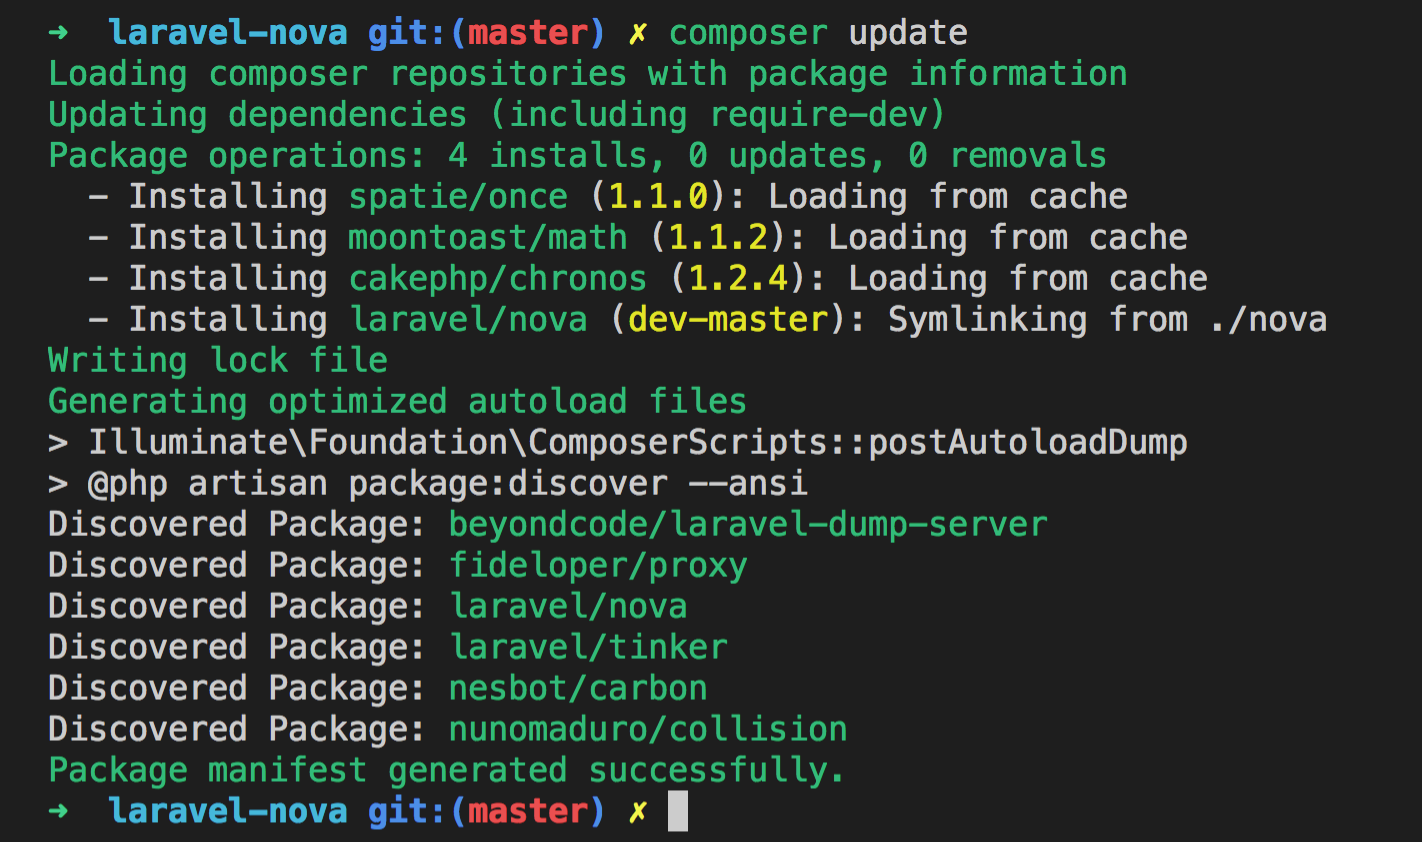 ➜  laravel-nova git:(master) ✗ composer update
Loading composer repositories with package information
Updating dependencies (including require-dev)
Package operations: 4 installs, 0 updates, 0 removals
  - Installing spatie/once (1.1.0): Loading from cache
  - Installing moontoast/math (1.1.2): Loading from cache
  - Installing cakephp/chronos (1.2.4): Loading from cache
  - Installing laravel/nova (dev-master): Symlinking from ./nova
Writing lock file
Generating optimized autoload files
> Illuminate\Foundation\ComposerScripts::postAutoloadDump
> @php artisan package:discover --ansi
Discovered Package: beyondcode/laravel-dump-server
Discovered Package: fideloper/proxy
Discovered Package: laravel/nova
Discovered Package: laravel/tinker
Discovered Package: nesbot/carbon
Discovered Package: nunomaduro/collision
Package manifest generated successfully.
➜  laravel-nova git:(master) ✗